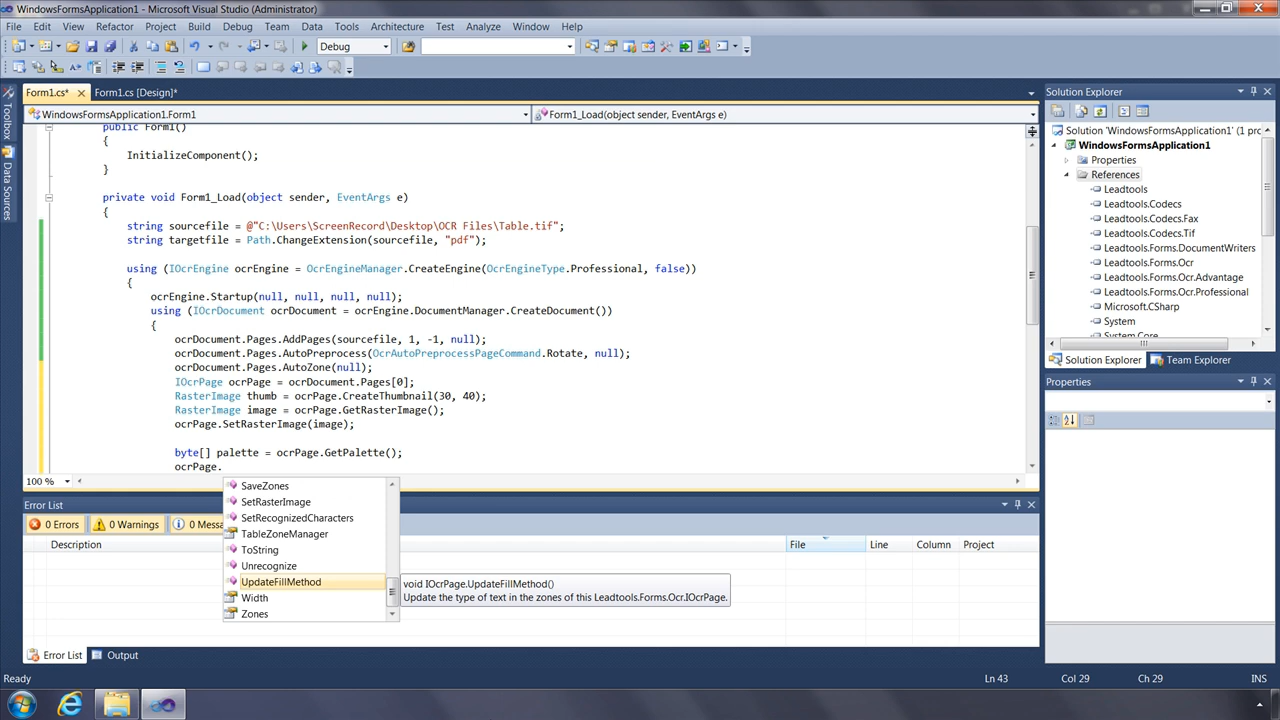 WindowsFormsApplication1 - Microsoft Visual Studio (Administrator)
File Edit View Refactor Project Build Debug Team Data Tools Architecture Test Analyze Window Help
Debug
Form1.cs* Form1.cs [Design]*
WindowsFormsApplication1.Form1 Form1_Load(object sender, EventArgs e)
public Form1()
{
InitializeComponent();
}
private void Form1_Load(object sender, EventArgs e)
{
string sourcefile = @"C:\Users\ScreenRecord\Desktop\OCR Files\Table.tif";
string targetfile = Path.ChangeExtension(sourcefile, "pdf");
using (IOcrEngine ocrEngine = OcrEngineManager.CreateEngine(OcrEngineType.Professional, false))
{
ocrEngine.Startup(null, null, null, null);
using (IOcrDocument ocrDocument = ocrEngine.DocumentManager.CreateDocument())
{
ocrDocument.Pages.AddPages(sourcefile, 1, -1, null);
ocrDocument.Pages.AutoPreprocess(OcrAutoPreprocessPageCommand.Rotate, null);
ocrDocument.Pages.AutoZone(null);
IOcrPage ocrPage = ocrDocument.Pages[0];
RasterImage thumb = ocrPage.CreateThumbnail(30, 40);
RasterImage image = ocrPage.GetRasterImage();
ocrPage.SetRasterImage(image);
byte[] palette = ocrPage.GetPalette();
ocrPage.
100 %
SaveZones
SetRasterImage
SetRecognizedCharacters
TableZoneManager
ToString
Unrecognize
UpdateFillMethod
Width
Zones
void IOcrPage.UpdateFillMethod()
Update the type of text in the zones of this Leadtools.Forms.Ocr.IOcrPage.
Error List
0 Errors 0 Warnings 0 Messa
Description File Line Column Project
Error List Output
Toolbox
Data Sources
Solution Explorer
Solution 'WindowsFormsApplication1' (1 prc
WindowsFormsApplication1
Properties
References
Leadtools
Leadtools.Codecs
Leadtools.Codecs.Fax
Leadtools.Codecs.Tif
Leadtools.Forms.DocumentWriters
Leadtools.Forms.Ocr
Leadtools.Forms.Ocr.Advantage
Leadtools.Forms.Ocr.Professional
Microsoft.CSharp
System
System.Core
Solution Explorer Team Explorer
Properties
Ready Ln 43 Col 29 Ch 29 INS